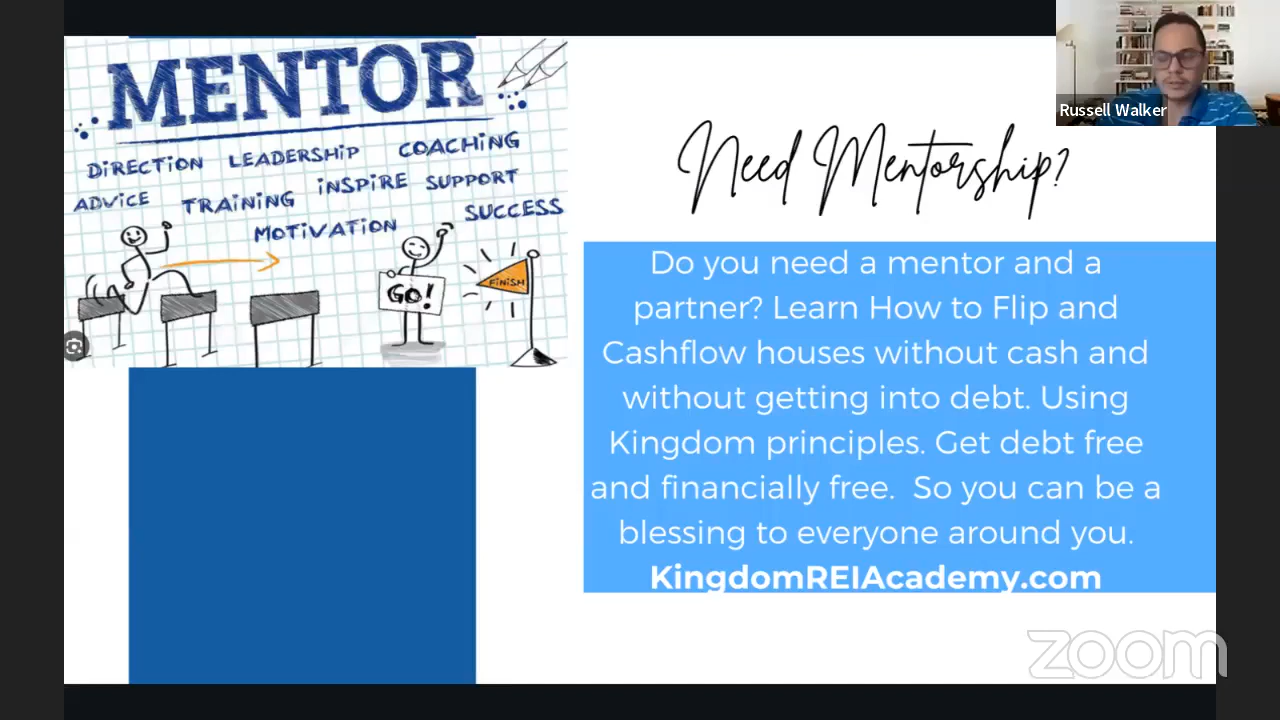 MENTOR
DIRECTION LEADERSHIP COACHING
ADVICE TRAINING INSPIRE SUPPORT
MOTIVATION SUCCESS
GO!
FINISH
Russell Walker
Need Mentorship?
Do you need a mentor and a
partner? Learn How to Flip and
Cashflow houses without cash and
without getting into debt. Using
Kingdom principles. Get debt free
and financially free. So you can be a
blessing to everyone around you.
KingdomREIAcademy.com
zoom